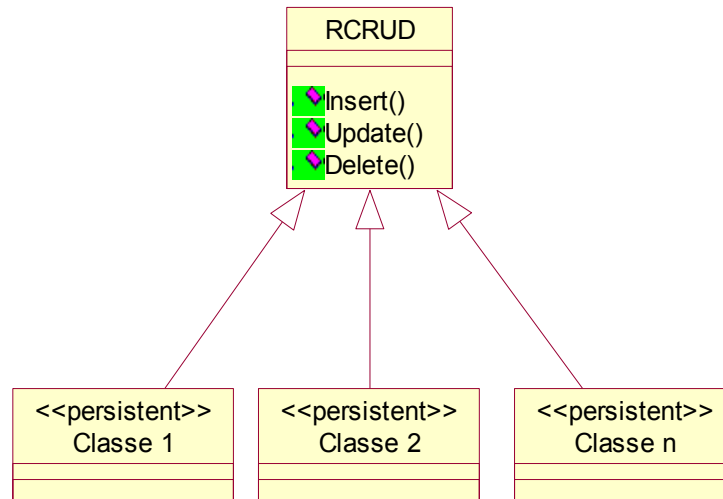 RCRUD
Insert()
Update()
Delete()
<<persistent>>
Classe 1
<<persistent>>
Classe 2
<<persistent>>
Classe n